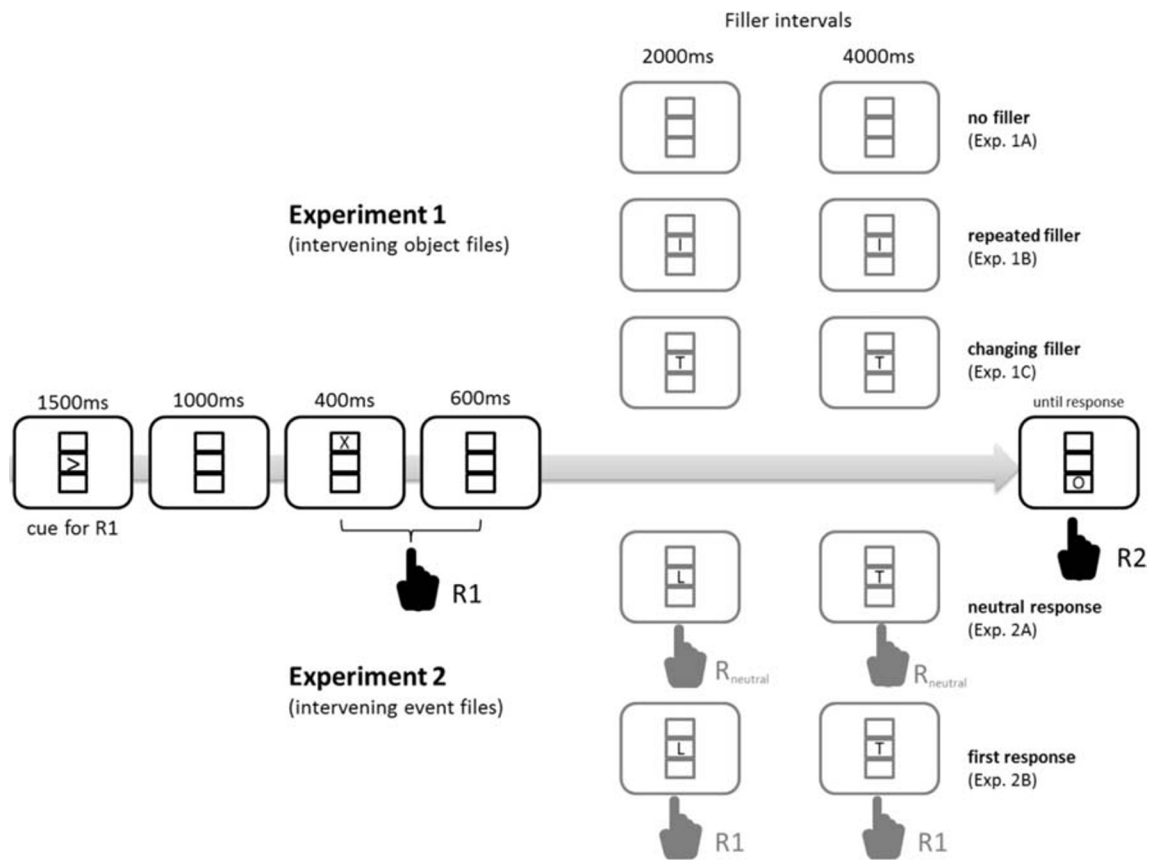 Filler intervals
2000ms 4000ms
no filler
(Exp. 1A)
Experiment 1
(intervening object files)
I I
repeated filler
(Exp. 1B)
T T
changing filler
(Exp. 1C)
1500ms 1000ms 400ms 600ms until response
> X O
cue for R1
R1
R2
L T
neutral response
(Exp. 2A)
Rneutral Rneutral
Experiment 2
(intervening event files)
L T
first response
(Exp. 2B)
R1 R1